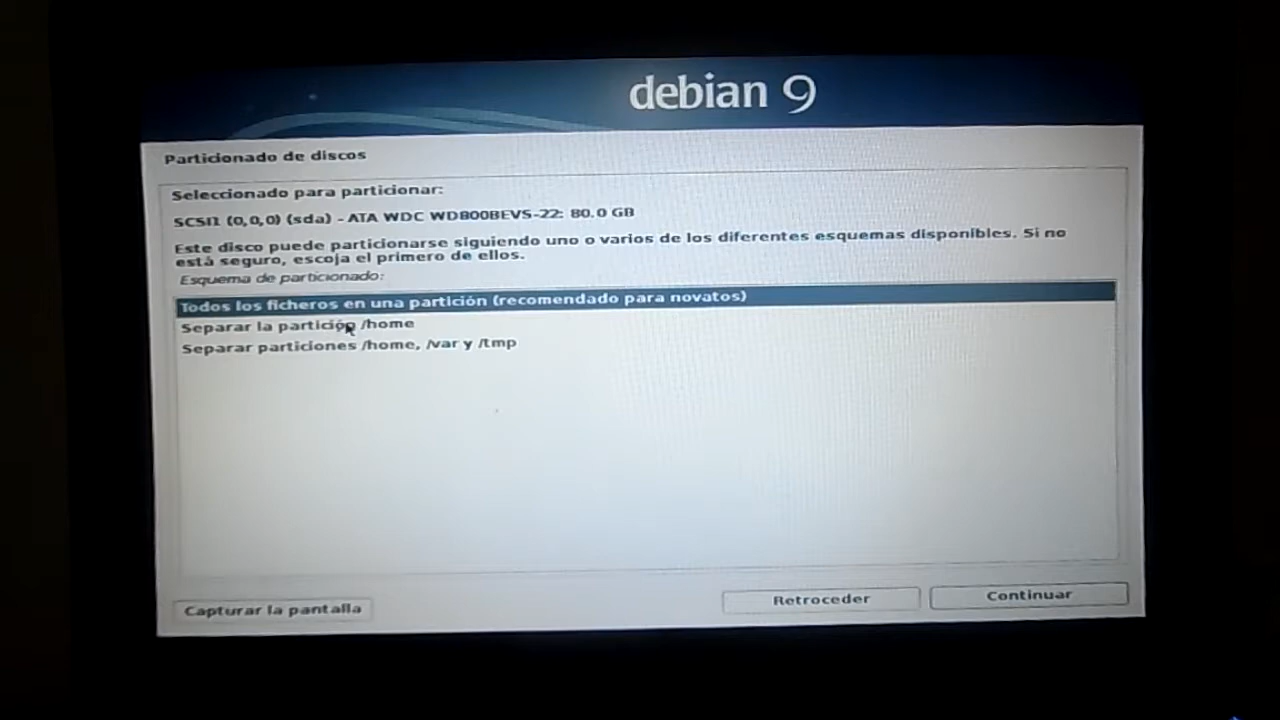 debian 9
Particionado de discos
Seleccionado para particionar:
SCSI1 (0,0,0) (sda) - ATA WDC WD800BEVS-22: 80.0 GB
Este disco puede particionarse siguiendo uno o varios de los diferentes esquemas disponibles. Si no
está seguro, escoja el primero de ellos.
Esquema de particionado:
Todos los ficheros en una partición (recomendado para novatos)
Separar la partición /home
Separar particiones /home, /var y /tmp
Capturar la pantalla
Retroceder
Continuar